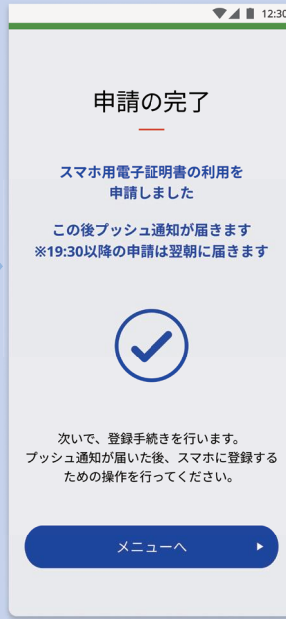 12:30
申請の完了
スマホ用電子証明書の利用を
申請しました
この後プッシュ通知が届きます
※19:30以降の申請は翌朝に届きます
次いで、登録手続きを行います。
プッシュ通知が届いた後、スマホに登録する
ための操作を行ってください。
メニューへ